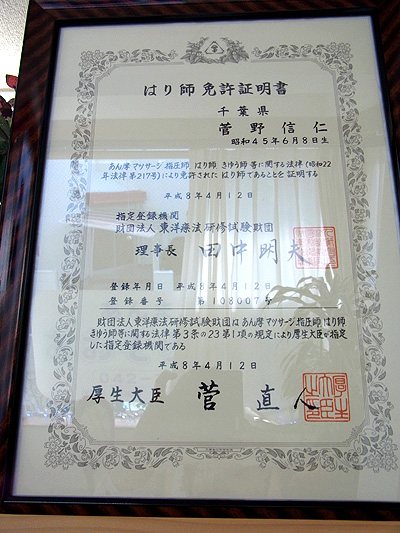 はり師免許証明書
千葉県
菅野信仁
昭和45年6月8日生
あん摩マツサージ指圧師 はり師 きゆう師等に関する法律(昭和22
年法律第217号)により免許された はり師であることを証明する
平成8年4月12日
指定登録機関
財団法人東洋療法研修試験財団
理事長 田中明夫
登録年月日 平成8年4月12日
登録番号 第108007号
財団法人東洋療法研修試験財団はあん摩マツサージ指圧師 はり師
きゆう師等に関する法律第3条の23第1項の規定により厚生大臣が指定
した指定登録機関である
平成8年4月12日
厚生大臣 菅直人